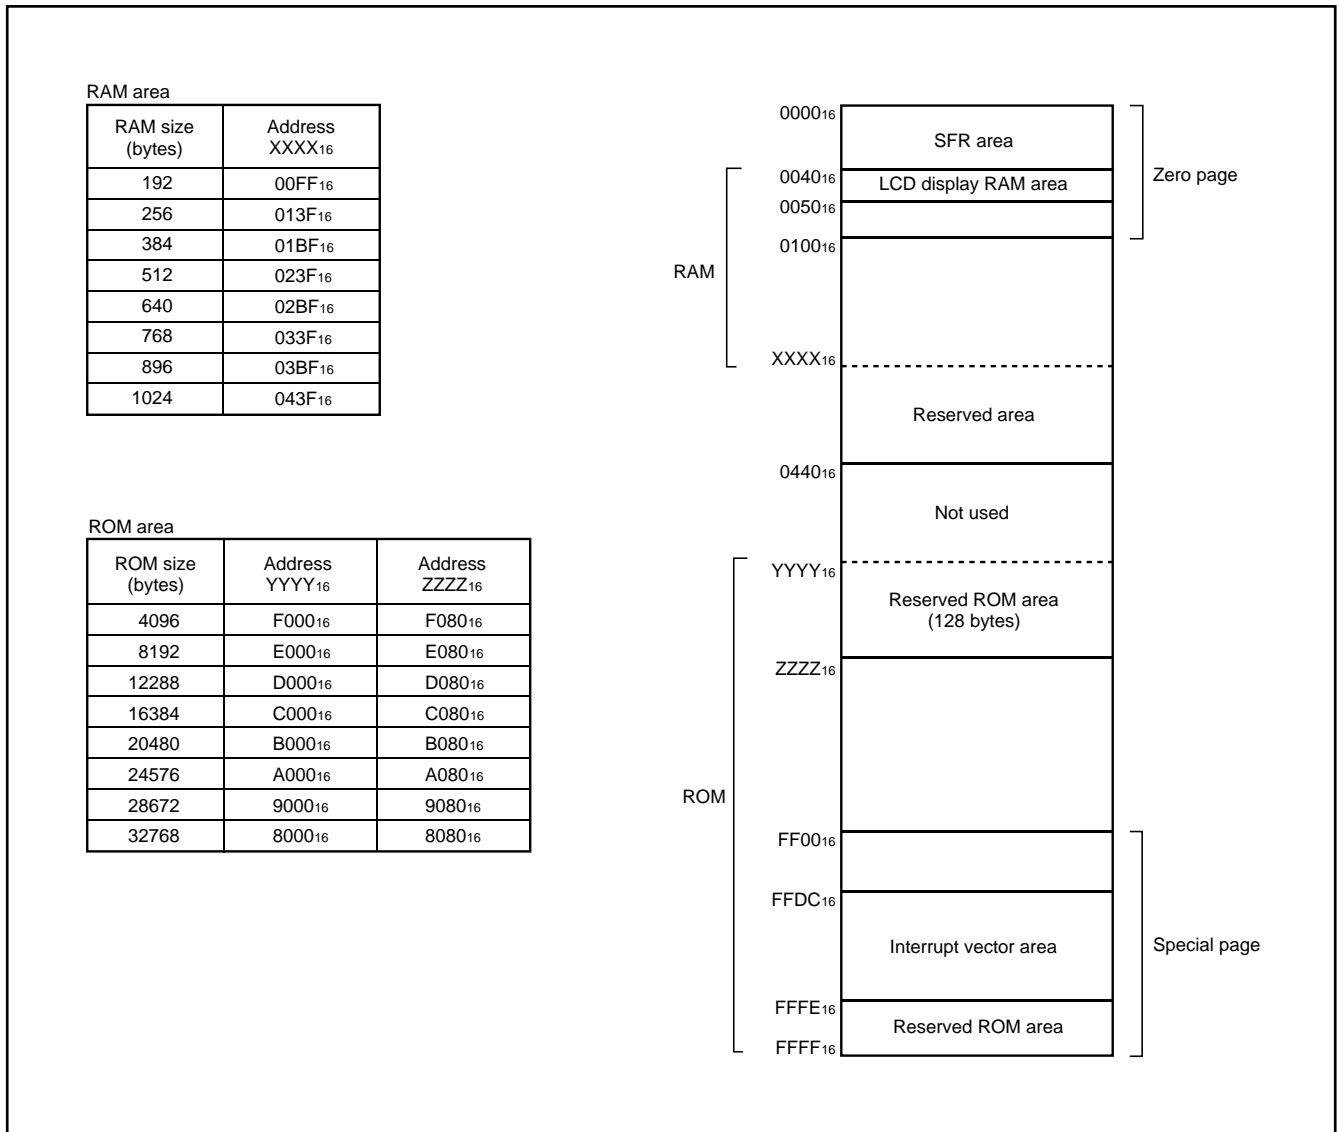 RAM area
RAM size
(bytes)
Address
XXXX16
192 00FF16
256 013F16
384 01BF16
512 023F16
640 02BF16
768 033F16
896 03BF16
1024 043F16
ROM area
ROM size
(bytes)
Address
YYYY16
Address
ZZZZ16
4096 F00016 F08016
8192 E00016 E08016
12288 D00016 D08016
16384 C00016 C08016
20480 B00016 B08016
24576 A00016 A08016
28672 900016 908016
32768 800016 808016
000016
SFR area
Zero page
004016
LCD display RAM area
005016
010016
RAM
XXXX16
Reserved area
044016
Not used
YYYY16
Reserved ROM area
(128 bytes)
ZZZZ16
ROM
FF0016
FFDC16
Interrupt vector area
Special page
FFFE16
Reserved ROM area
FFFF16